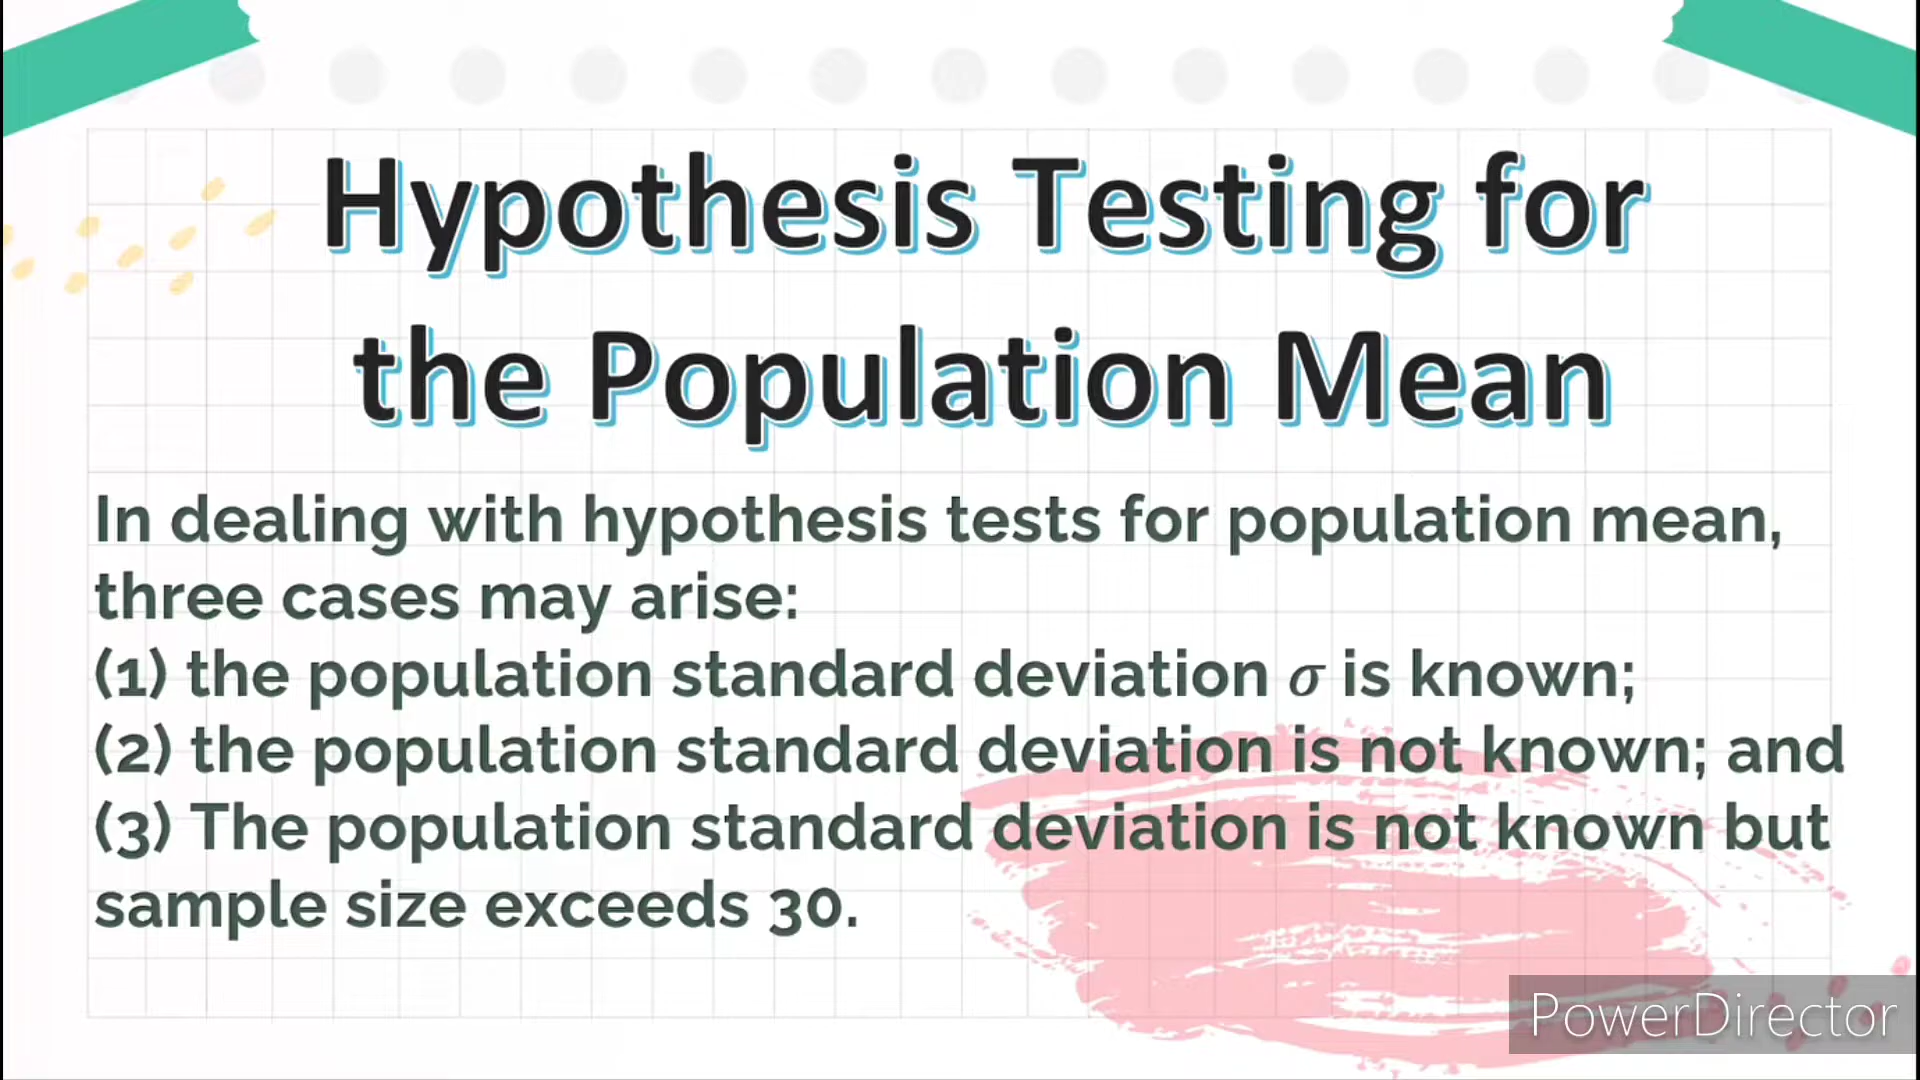 Hypothesis Testing for
the Population Mean
In dealing with hypothesis tests for population mean,
three cases may arise:
(1) the population standard deviation σ is known;
(2) the population standard deviation is not known; and
(3) The population standard deviation is not known but
sample size exceeds 30.
PowerDirector